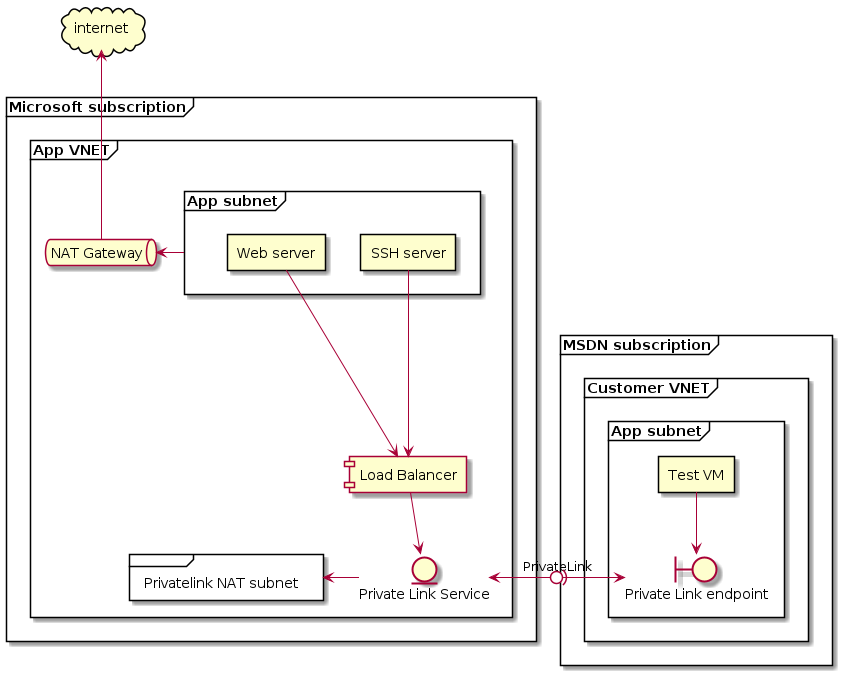 internet
Microsoft subscription
App VNET
App subnet
NAT Gateway
Web server
SSH server
MSDN subscription
Customer VNET
App subnet
Load Balancer
Test VM
PrivateLink
Privatelink NAT subnet
Private Link Service
Private Link endpoint